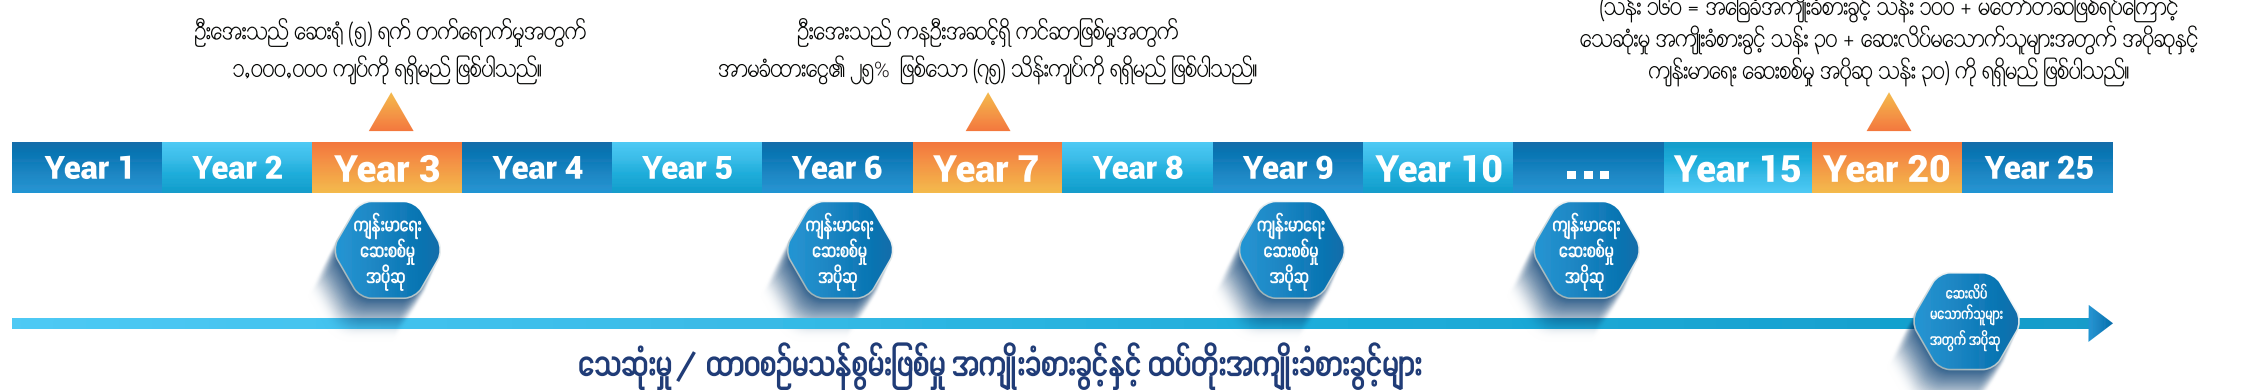 ဦးအေးသည် ဆေးရုံ (၅) ရက် တက်ရောက်မှုအတွက်
၁,၀၀၀,၀၀၀ ကျပ်ကို ရရှိမည် ဖြစ်ပါသည်။
ဦးအေးသည် ကနဦးအဆင့်ရှိ ကင်ဆာဖြစ်မှုအတွက်
အာမခံထားငွေ၏ ၂၅% ဖြစ်သော (၇၅) သိန်းကျပ်ကို ရရှိမည် ဖြစ်ပါသည်။
(သန်း ၁၆၀ = အခြေခံအကျိုးခံစားခွင့် သန်း ၁၀၀ + မတော်တဆဖြစ်ရပ်ကြောင့်
သေဆုံးမှု အကျိုးခံစားခွင့် သန်း ၃၀ + ဆေးလိပ်မသောက်သူများအတွက် အပိုဆုနှင့်
ကျန်းမာရေး ဆေးစစ်မှု အပိုဆု သန်း ၃၀) ကို ရရှိမည် ဖြစ်ပါသည်။
Year 1 Year 2 Year 3 Year 4 Year 5 Year 6 Year 7 Year 8 Year 9 Year 10 ... Year 15 Year 20 Year 25
ကျန်းမာရေး
ဆေးစစ်မှု
အပိုဆု
ကျန်းမာရေး
ဆေးစစ်မှု
အပိုဆု
ကျန်းမာရေး
ဆေးစစ်မှု
အပိုဆု
ကျန်းမာရေး
ဆေးစစ်မှု
အပိုဆု
ဆေးလိပ်
မသောက်သူများ
အတွက် အပိုဆု
သေဆုံးမှု / ထာဝစဉ်မသန်စွမ်းဖြစ်မှု အကျိုးခံစားခွင့်နှင့် ထပ်တိုးအကျိုးခံစားခွင့်များ